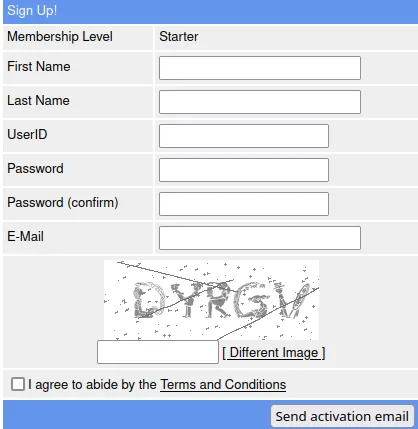 Sign Up!
Membership Level Starter
First Name
Last Name
UserID
Password
Password (confirm)
E-Mail
DYRGV
[ Different Image ]
I agree to abide by the Terms and Conditions
Send activation email